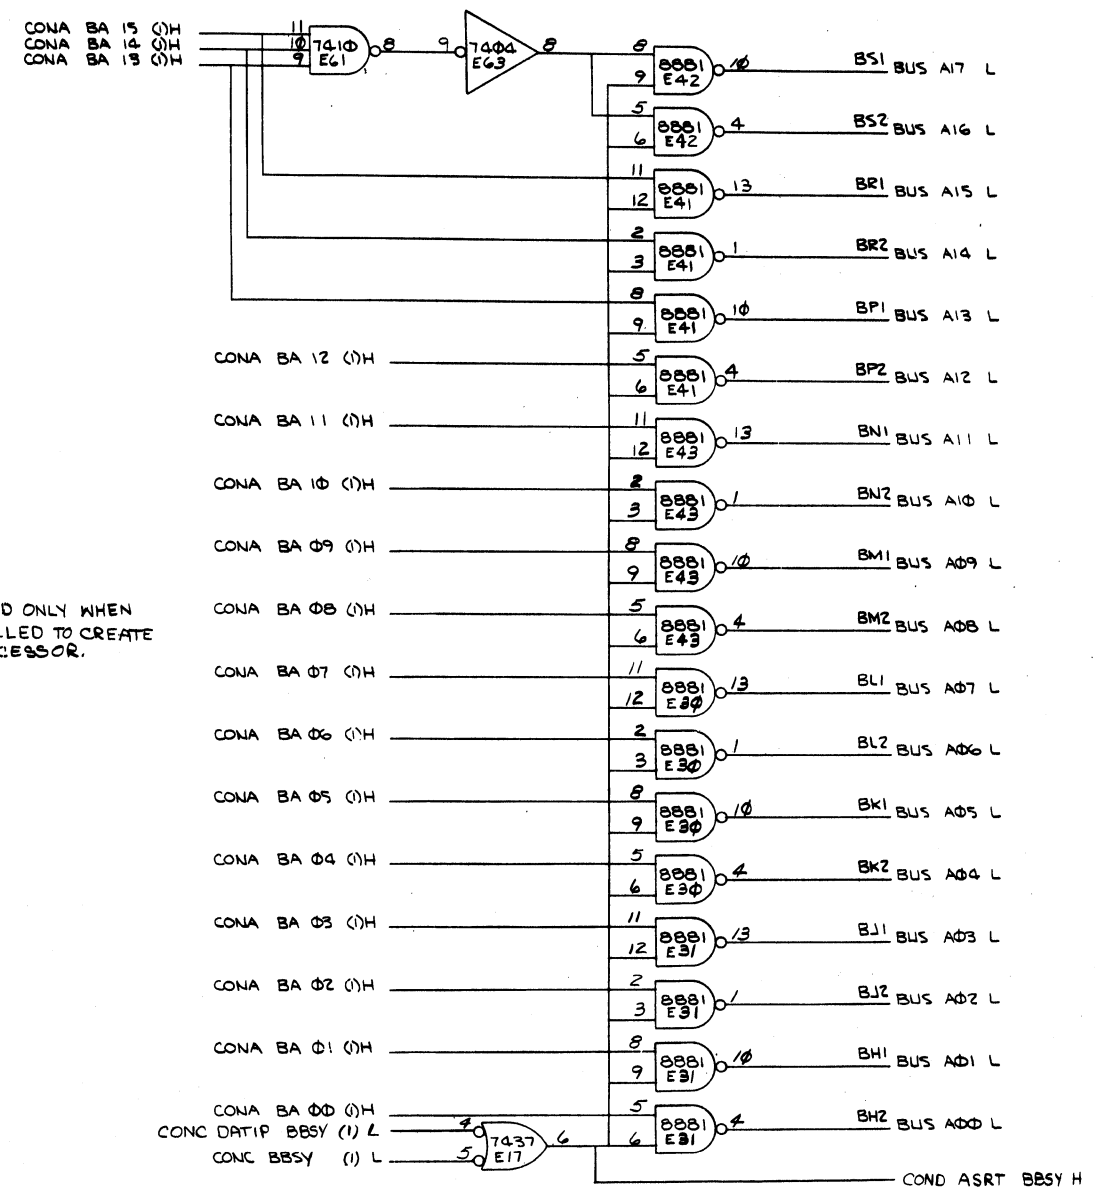 CONA BA 15 (1)H 11
CONA BA 14 (1)H 10 7410 8 9 7404 8 8 8881 10 BS1 BUS A17 L
CONA BA 13 (1)H 9 E61 E63 9 E42
5 8881 4 BS2 BUS A16 L
6 E42
11 8881 13 BR1 BUS A15 L
12 E41
2 8881 1 BR2 BUS A14 L
3 E41
8 8881 10 BP1 BUS A13 L
9 E41
CONA BA 12 (1)H 5 8881 4 BP2 BUS A12 L
6 E41
CONA BA 11 (1)H 11 8881 13 BN1 BUS A11 L
12 E43
CONA BA 10 (1)H 2 8881 1 BN2 BUS A10 L
3 E43
CONA BA 09 (1)H 8 8881 10 BM1 BUS A09 L
9 E43
D ONLY WHEN
LLED TO CREATE
CESSOR.
CONA BA 08 (1)H 5 8881 4 BM2 BUS A08 L
6 E43
CONA BA 07 (1)H 11 8881 13 BL1 BUS A07 L
12 E30
CONA BA 06 (1)H 2 8881 1 BL2 BUS A06 L
3 E30
CONA BA 05 (1)H 8 8881 10 BK1 BUS A05 L
9 E30
CONA BA 04 (1)H 5 8881 4 BK2 BUS A04 L
6 E30
CONA BA 03 (1)H 11 8881 13 BJ1 BUS A03 L
12 E31
CONA BA 02 (1)H 2 8881 1 BJ2 BUS A02 L
3 E31
CONA BA 01 (1)H 8 8881 10 BH1 BUS A01 L
9 E31
CONA BA 00 (1)H 5 8881 4 BH2 BUS A00 L
6 E31
CONC DATIP BBSY (1) L 4 7437 6
CONC BBSY (1) L 5 E17
COND ASRT BBSY H